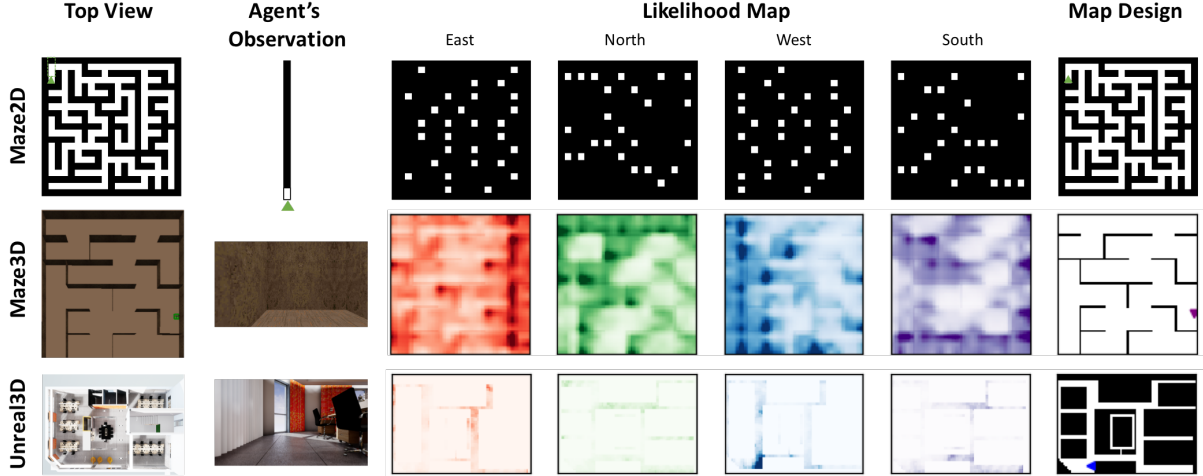 Top View
Agent's
Observation
Likelihood Map
Map Design
East
North
West
South
Maze2D
Maze3D
Unreal3D